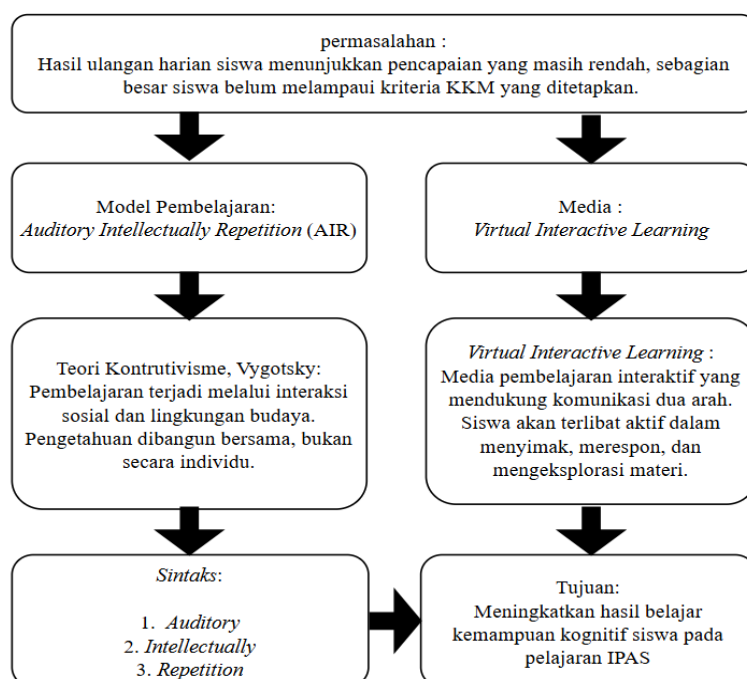 permasalahan :
Hasil ulangan harian siswa menunjukkan pencapaian yang masih rendah, sebagian
besar siswa belum melampaui kriteria KKM yang ditetapkan.
Model Pembelajaran:
Auditory Intellectually Repetition (AIR)
Media :
Virtual Interactive Learning
Teori Kontrutivisme, Vygotsky:
Pembelajaran terjadi melalui interaksi
sosial dan lingkungan budaya.
Pengetahuan dibangun bersama, bukan
secara individu.
Virtual Interactive Learning :
Media pembelajaran interaktif yang
mendukung komunikasi dua arah.
Siswa akan terlibat aktif dalam
menyimak, merespon, dan
mengeksplorasi materi.
Sintaks:
1. Auditory
2. Intellectually
3. Repetition
Tujuan:
Meningkatkan hasil belajar
kemampuan kognitif siswa pada
pelajaran IPAS